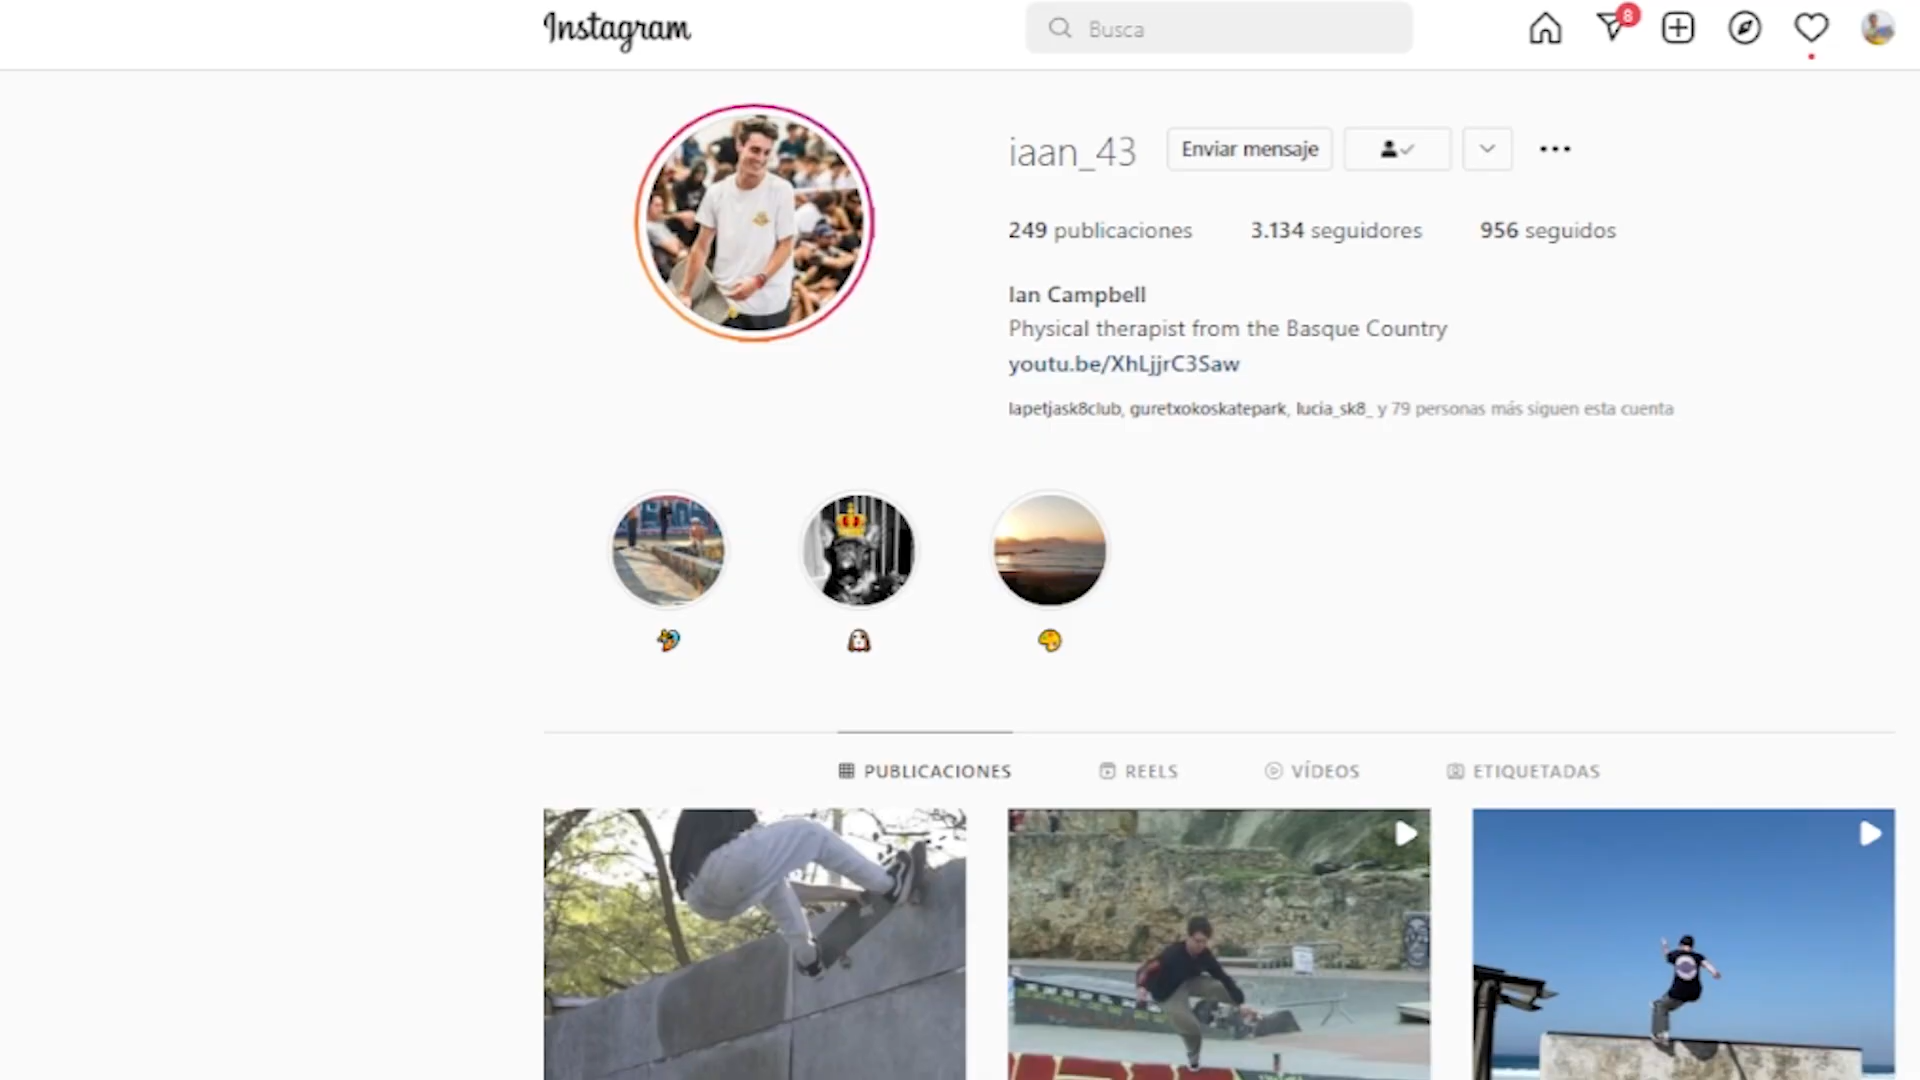 Instagram
Busca
8
iaan_43
Enviar mensaje
249 publicaciones
3.134 seguidores
956 seguidos
Ian Campbell
Physical therapist from the Basque Country
youtu.be/XhLjjrC3Saw
lapetjask8club, guretxokoskatepark, lucia_sk8_ y 79 personas más siguen esta cuenta
PUBLICACIONES
REELS
VÍDEOS
ETIQUETADAS